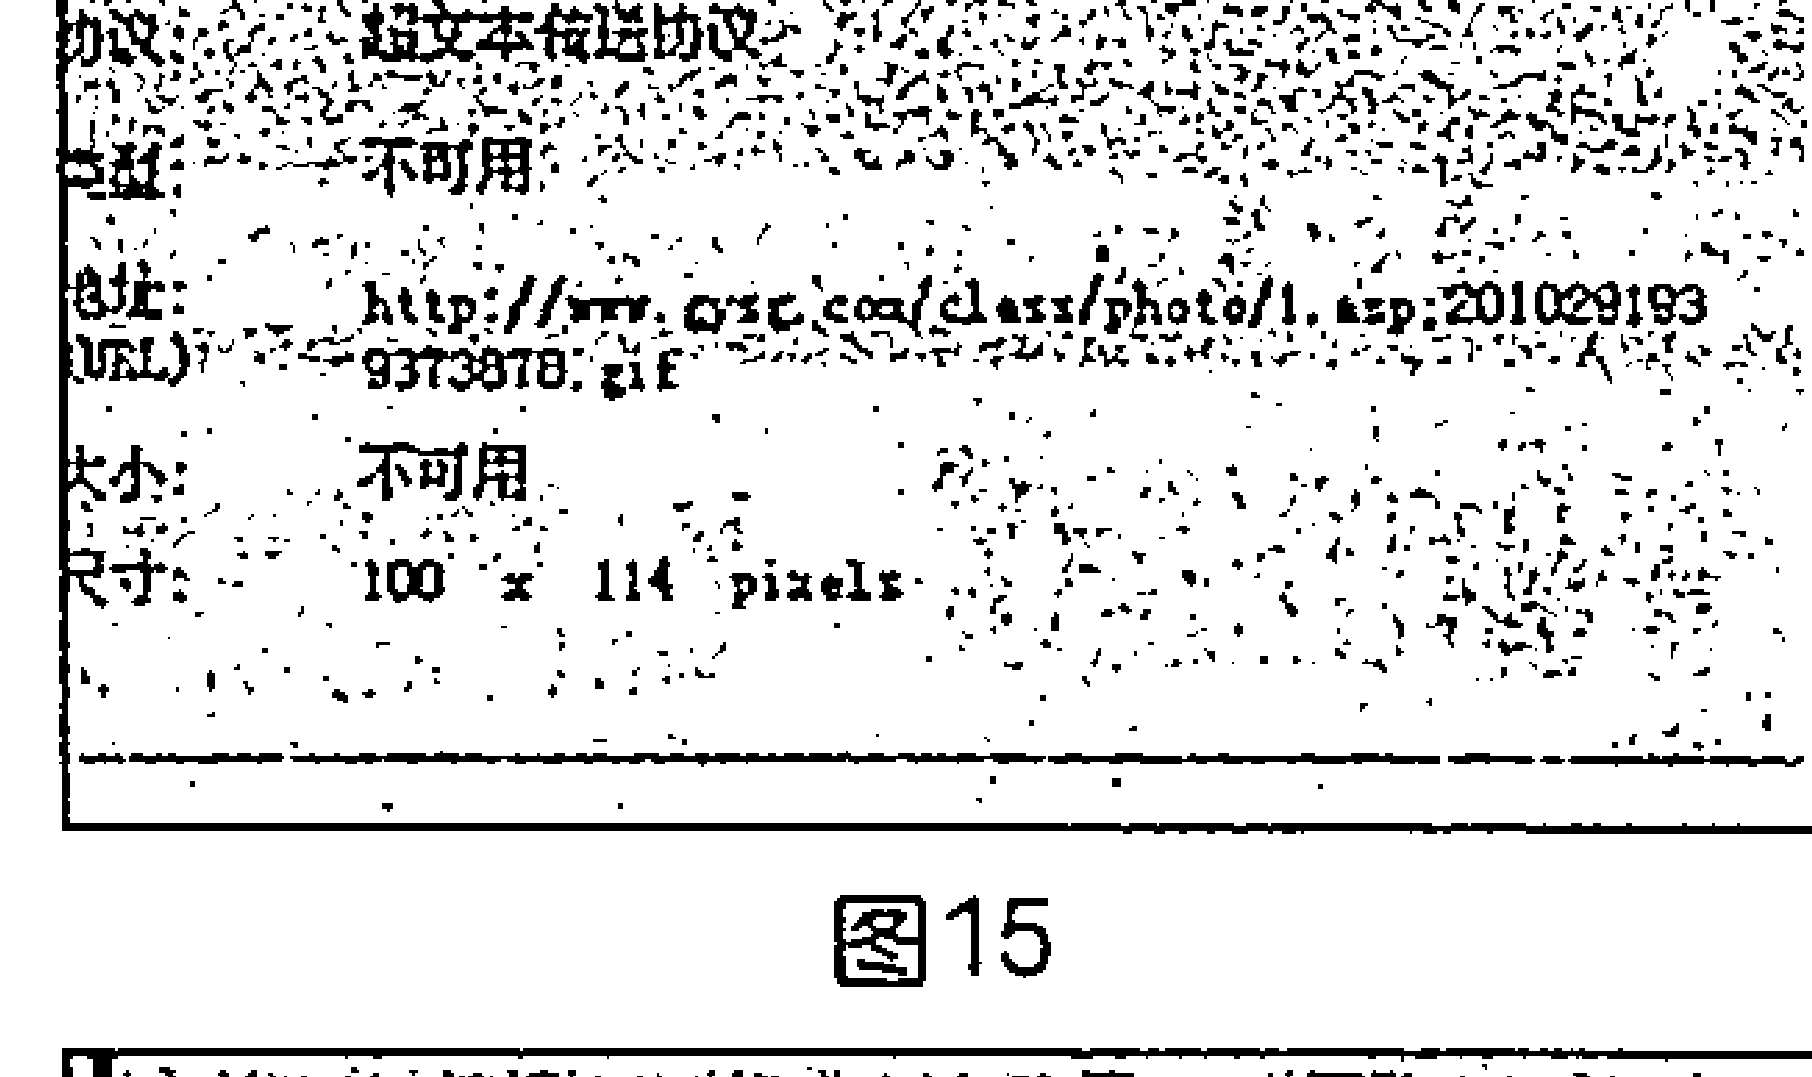 协议: 超文本传送协议
类型: 不可用
地址: http:// .com/class/photo/1.asp;201029193
(URL) 9373878.gif
大小: 不可用
尺寸: 100 x 114 pixels
图15